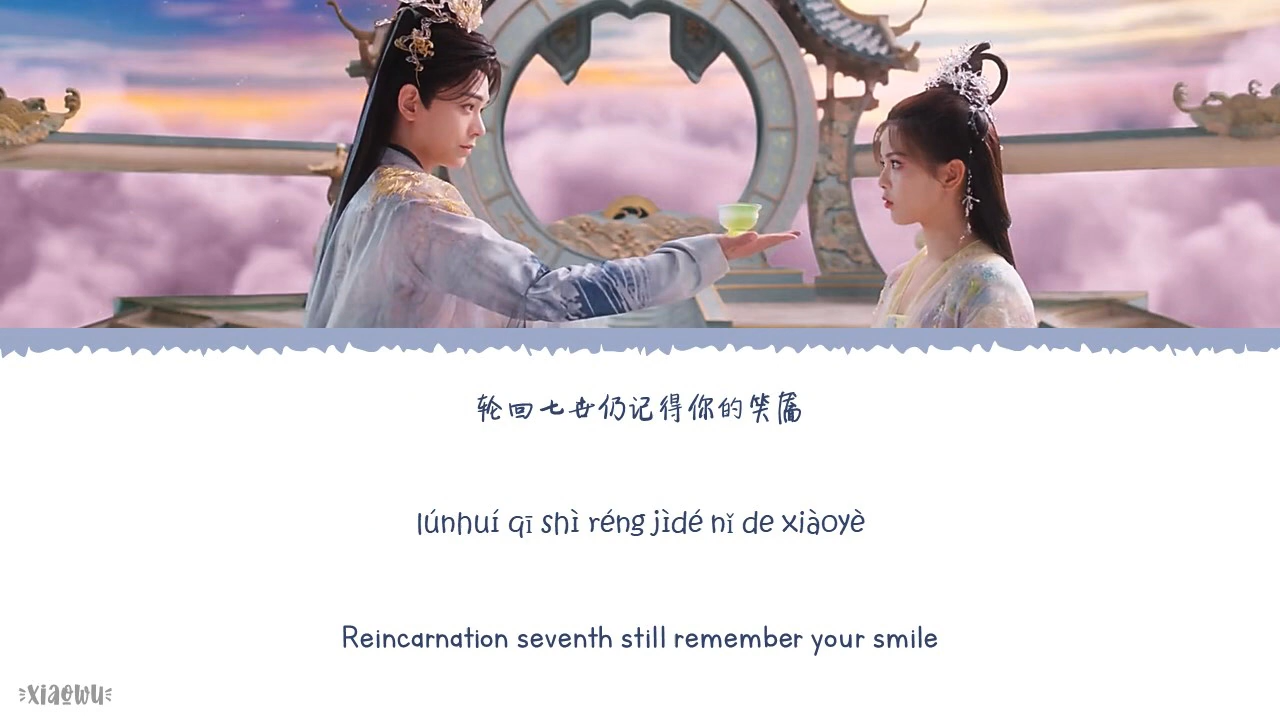 轮回七世仍记得你的笑靥
lúnhuí qī shì réng jìdé nǐ de xiàoyè
Reincarnation seventh still remember your smile
xiaowu